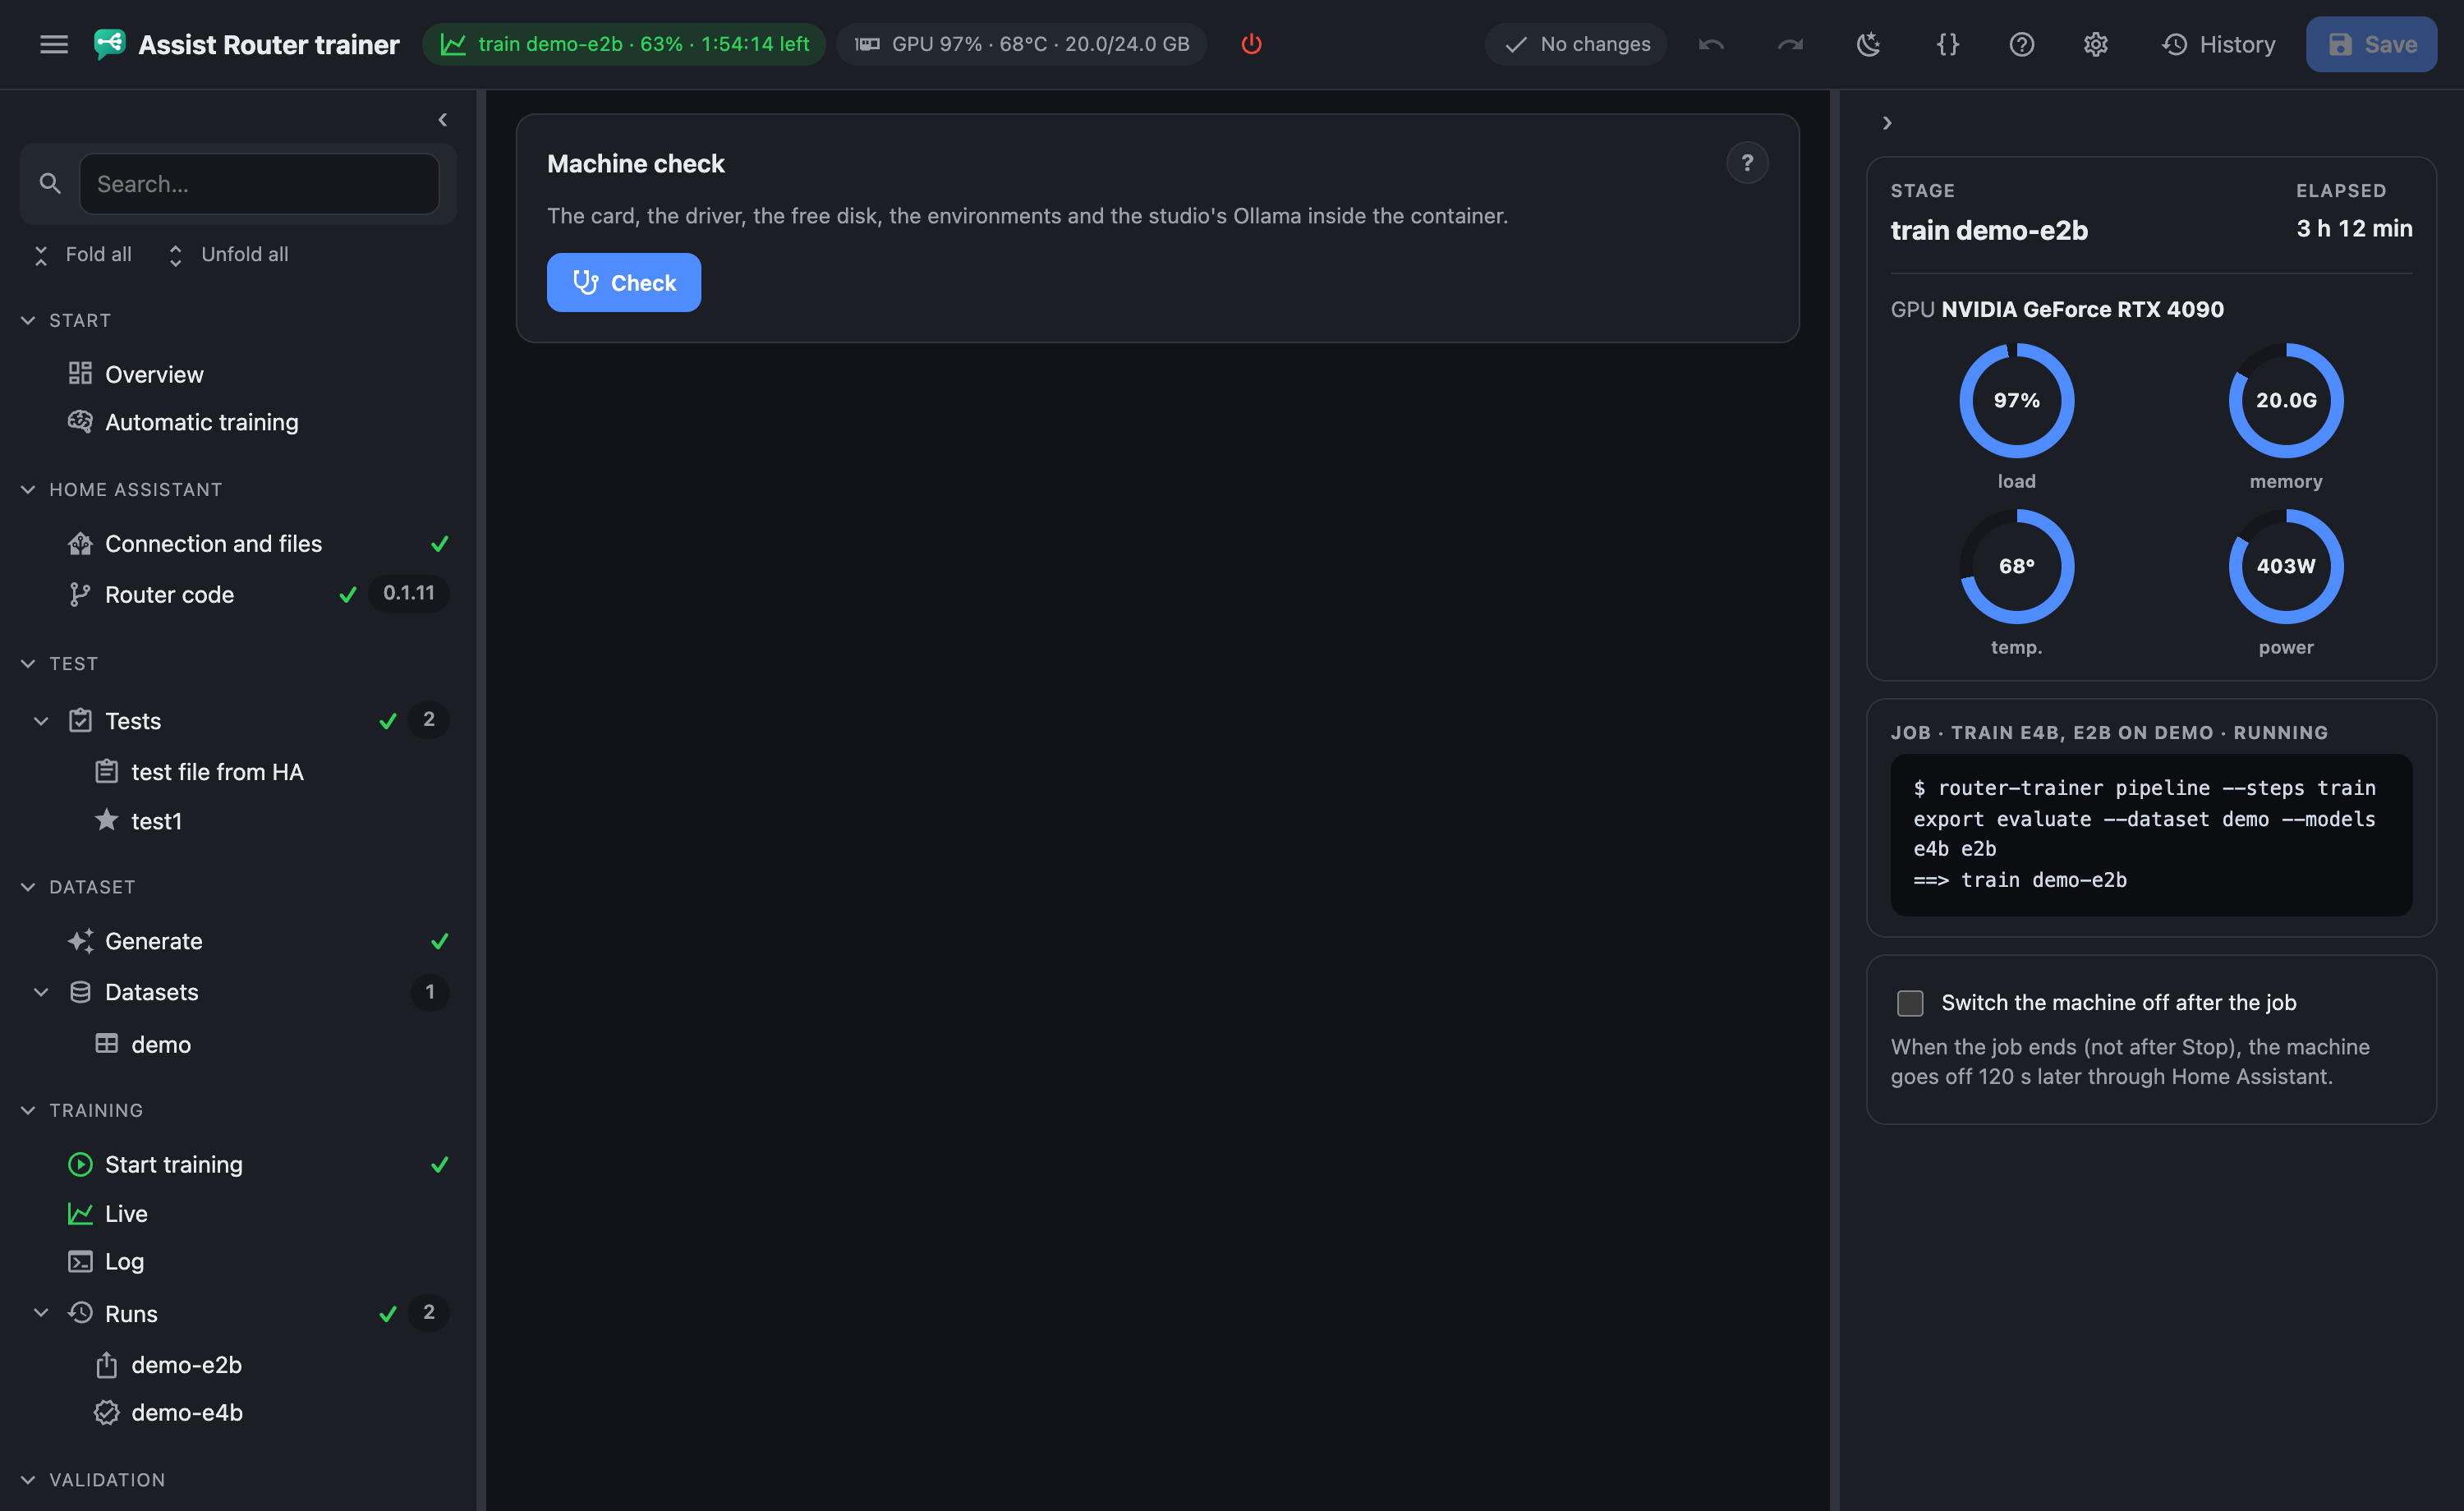 Assist Router trainer
train demo-e2b · 63% · 1:54:14 left
GPU 97% · 68°C · 20.0/24.0 GB
No changes
History
Save
Search...
Fold all
Unfold all
START
Overview
Automatic training
HOME ASSISTANT
Connection and files
Router code
0.1.11
TEST
Tests
2
test file from HA
test1
DATASET
Generate
Datasets
1
demo
TRAINING
Start training
Live
Log
Runs
2
demo-e2b
demo-e4b
VALIDATION
Machine check
?
The card, the driver, the free disk, the environments and the studio's Ollama inside the container.
Check
STAGE
ELAPSED
train demo-e2b
3 h 12 min
GPU NVIDIA GeForce RTX 4090
97%
20.0G
load
memory
68°
403W
temp.
power
JOB · TRAIN E4B, E2B ON DEMO · RUNNING
$ router-trainer pipeline --steps train
export evaluate --dataset demo --models
e4b e2b
==> train demo-e2b
Switch the machine off after the job
When the job ends (not after Stop), the machine
goes off 120 s later through Home Assistant.